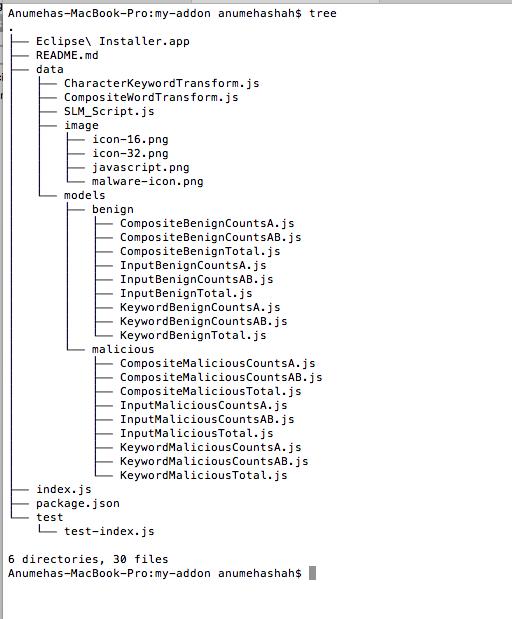 Anumehas-MacBook-Pro:my-addon anumehashah$ tree
.
├── Eclipse\ Installer.app
├── README.md
├── data
│   ├── CharacterKeywordTransform.js
│   ├── CompositeWordTransform.js
│   ├── SLM_Script.js
│   ├── image
│   │   ├── icon-16.png
│   │   ├── icon-32.png
│   │   ├── javascript.png
│   │   └── malware-icon.png
│   └── models
│       ├── benign
│       │   ├── CompositeBenignCountsA.js
│       │   ├── CompositeBenignCountsAB.js
│       │   ├── CompositeBenignTotal.js
│       │   ├── InputBenignCountsA.js
│       │   ├── InputBenignCountsAB.js
│       │   ├── InputBenignTotal.js
│       │   ├── KeywordBenignCountsA.js
│       │   ├── KeywordBenignCountsAB.js
│       │   └── KeywordBenignTotal.js
│       └── malicious
│           ├── CompositeMaliciousCountsA.js
│           ├── CompositeMaliciousCountsAB.js
│           ├── CompositeMaliciousTotal.js
│           ├── InputMaliciousCountsA.js
│           ├── InputMaliciousCountsAB.js
│           ├── InputMaliciousTotal.js
│           ├── KeywordMaliciousCountsA.js
│           ├── KeywordMaliciousCountsAB.js
│           └── KeywordMaliciousTotal.js
├── index.js
├── package.json
└── test
    └── test-index.js

6 directories, 30 files
Anumehas-MacBook-Pro:my-addon anumehashah$